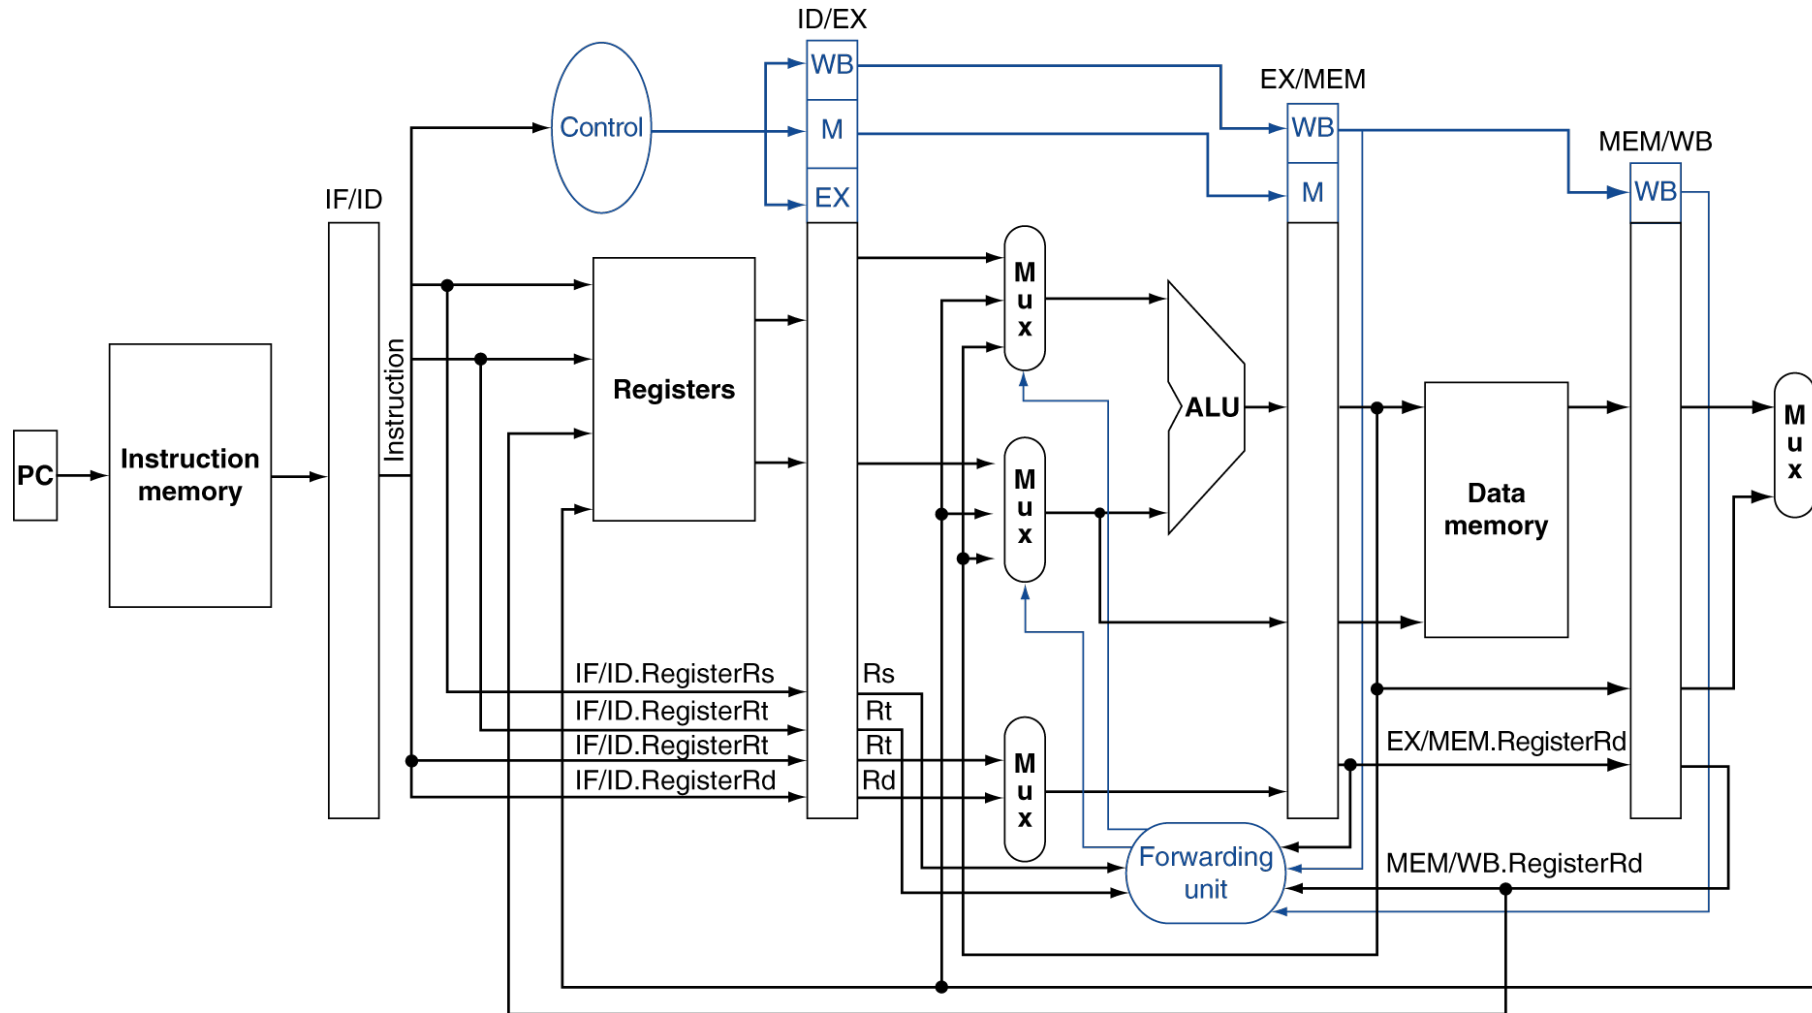 ID/EX
WB
EX/MEM
Control
M
WB
MEM/WB
IF/ID
EX
M
WB
M
u
x
Instruction
Registers
ALU
M
u
x
PC
Instruction
memory
M
u
x
Data
memory
IF/ID.RegisterRs
Rs
IF/ID.RegisterRt
Rt
IF/ID.RegisterRt
Rt
IF/ID.RegisterRd
Rd
M
u
x
EX/MEM.RegisterRd
Forwarding
unit
MEM/WB.RegisterRd